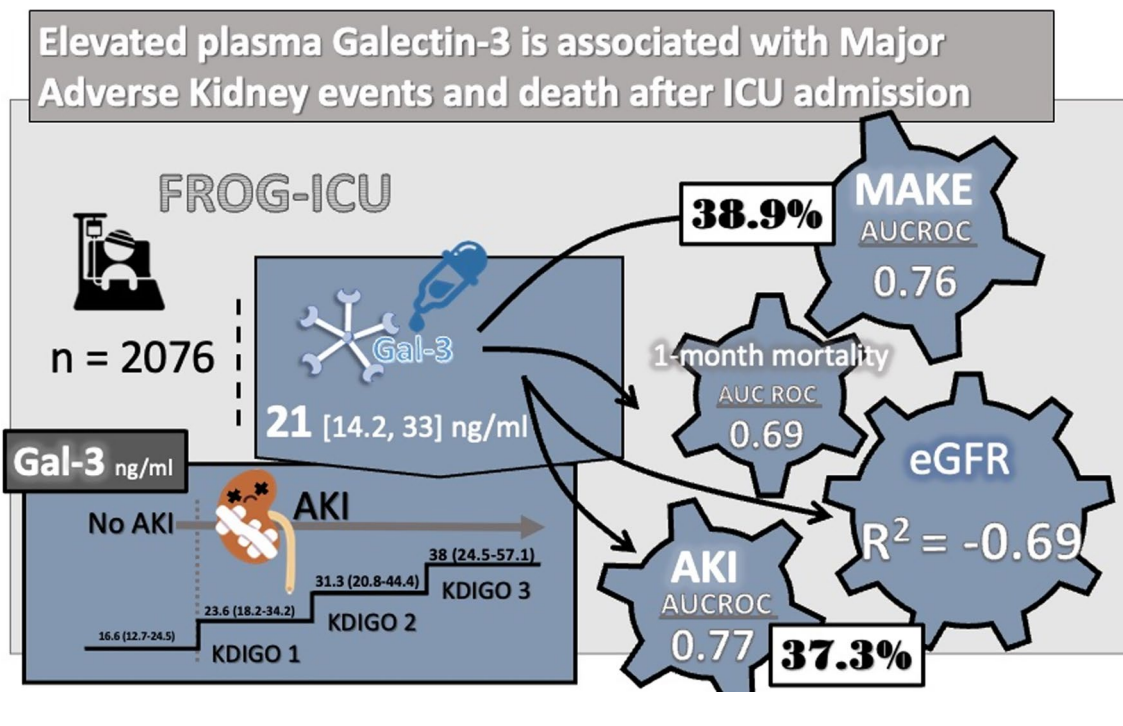 Elevated plasma Galectin-3 is associated with Major
Adverse Kidney events and death after ICU admission
FROG-ICU
n = 2076
Gal-3
21 [14.2, 33] ng/ml
38.9%
MAKE
AUCROC
0.76
1-month mortality
AUC ROC
0.69
eGFR
R² = -0.69
AKI
AUCROC
0.77
37.3%
Gal-3 ng/ml
No AKI
AKI
16.6 (12.7-24.5)
23.6 (18.2-34.2)
KDIGO 1
31.3 (20.8-44.4)
KDIGO 2
38 (24.5-57.1)
KDIGO 3